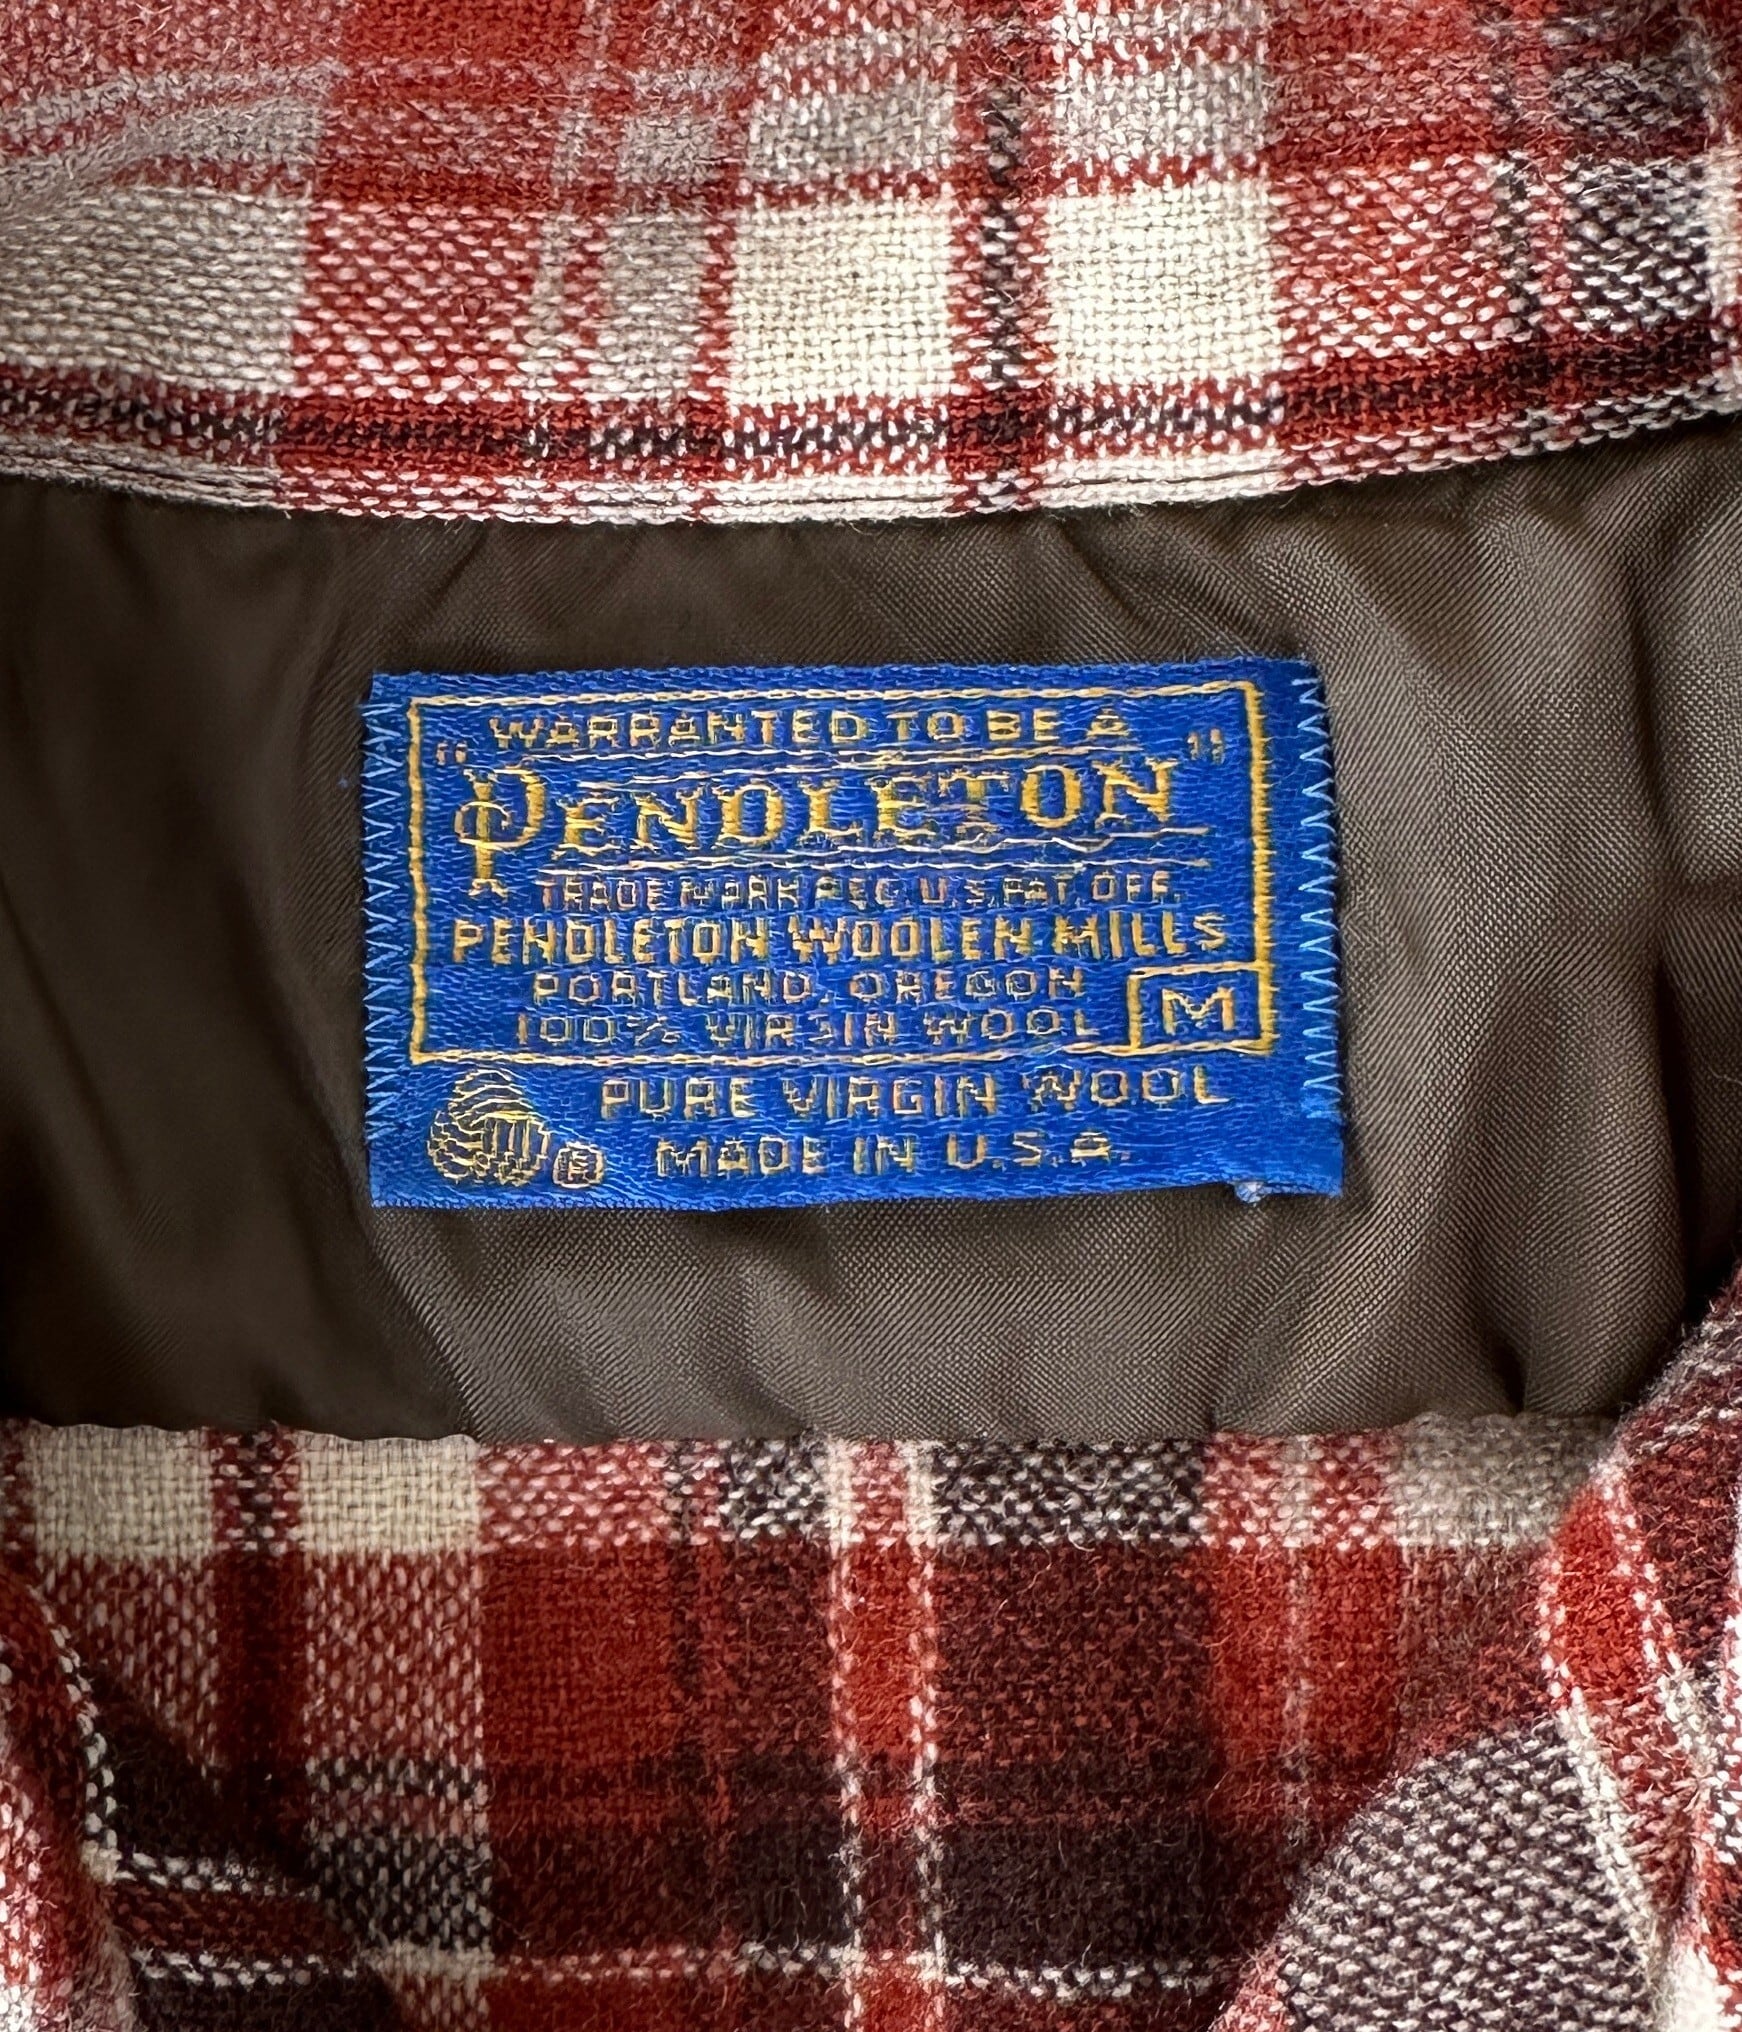 WARRANTED TO BE A
"PENDLETON"
TRADE MARK REG. U.S. PAT. OFF.
PENDLETON WOOLEN MILLS
PORTLAND, OREGON
100% VIRGIN WOOL M
PURE VIRGIN WOOL
® MADE IN U.S.A.